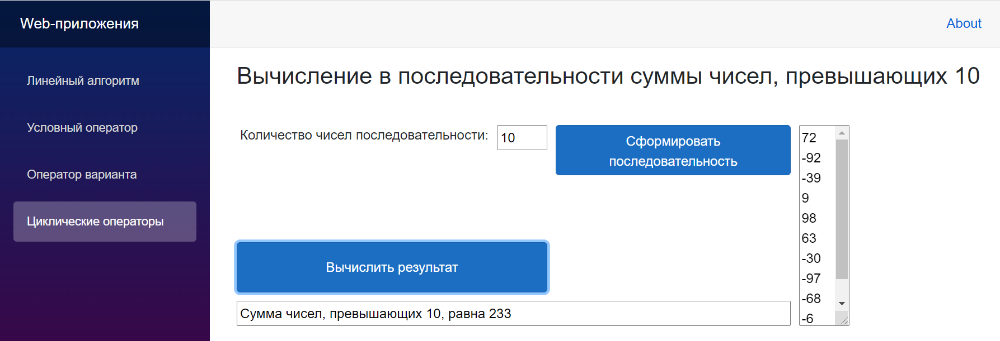 Web-приложения
About
Линейный алгоритм
Условный оператор
Оператор варианта
Циклические операторы
Вычисление в последовательности суммы чисел, превышающих 10
Количество чисел последовательности:
10
Сформировать
последовательность
72
-92
-39
9
98
63
-30
-97
-68
-6
Вычислить результат
Сумма чисел, превышающих 10, равна 233